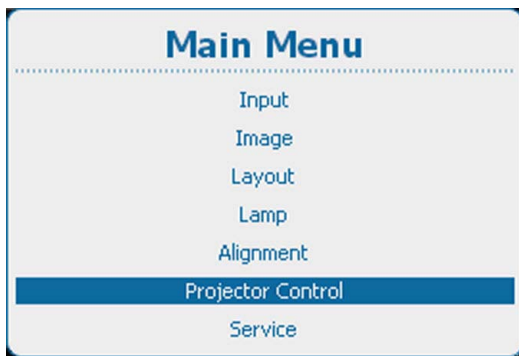 Main Menu
Input
Image
Layout
Lamp
Alignment
Projector Control
Service